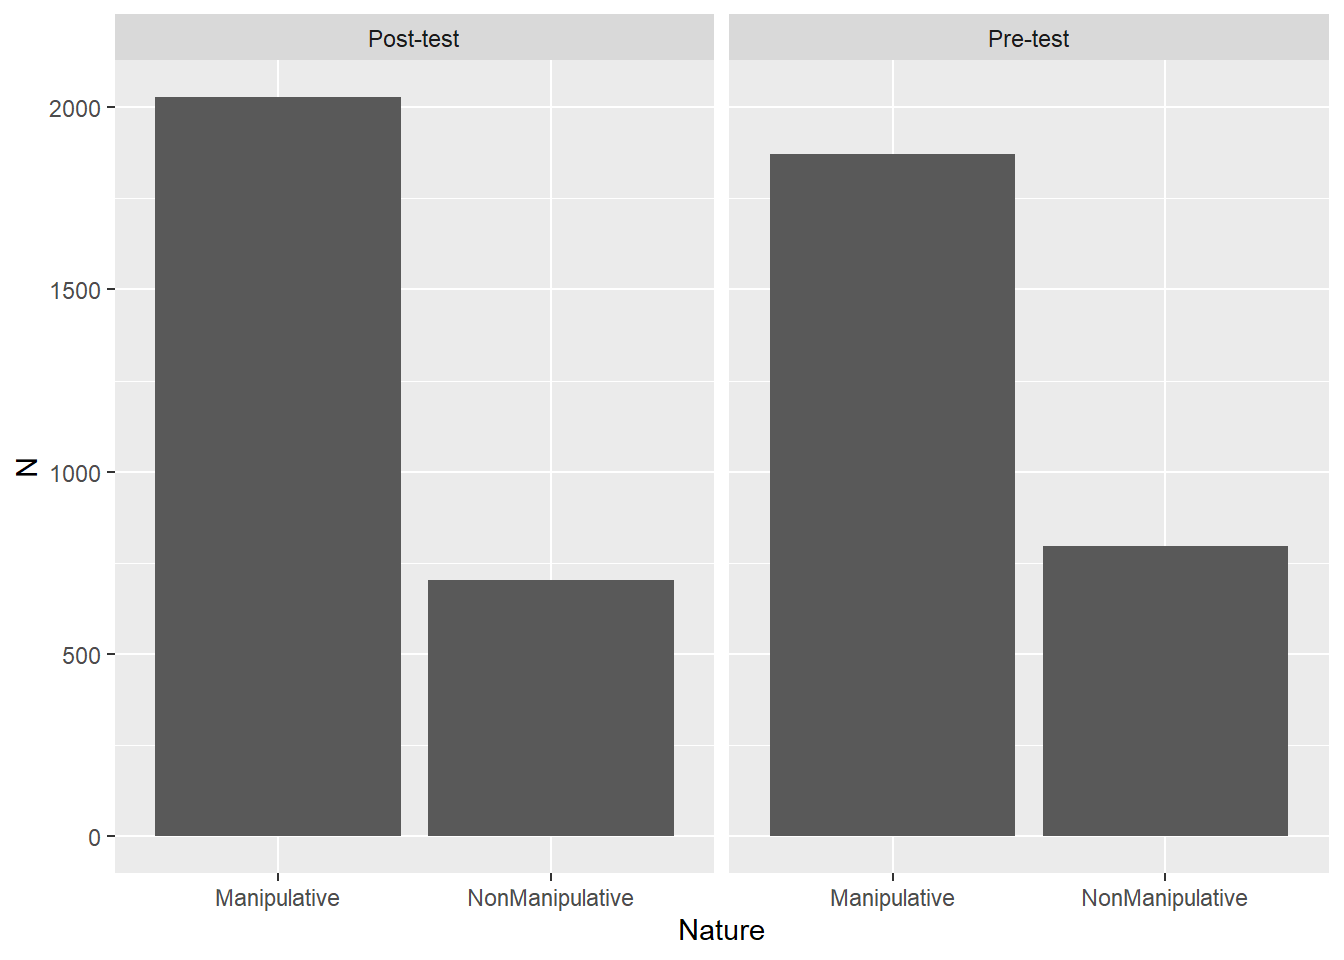 Post-test
Pre-test
2000
1500
1000
500
0
N
Manipulative
NonManipulative
Manipulative
NonManipulative
Nature